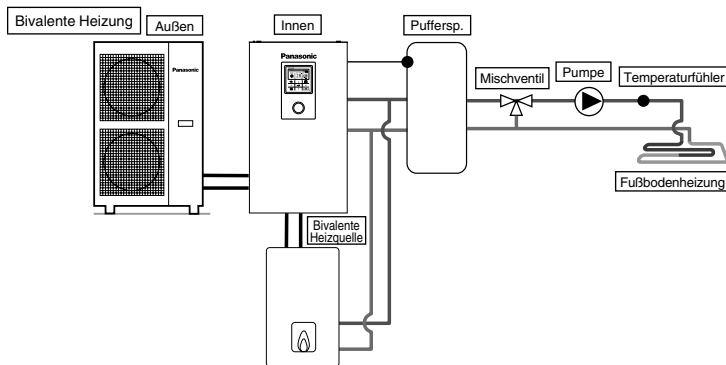 Bivalente Heizung
Außen
Innen
Puffersp.
Panasonic
Panasonic
Mischventil
Pumpe
Temperaturfühler
Fußbodenheizung
Bivalente
Heizquelle